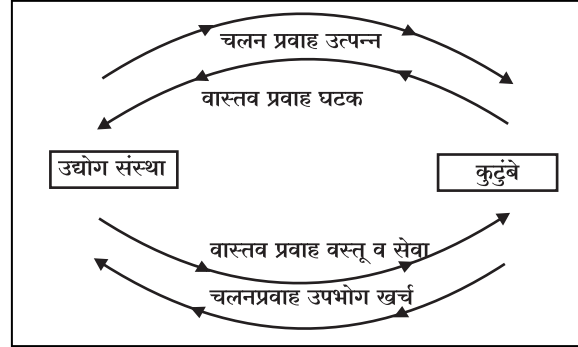 चलन प्रवाह उत्पन्न
वास्तव प्रवाह घटक
उद्योग संस्था
कुटुंबे
वास्तव प्रवाह वस्तू व सेवा
चलनप्रवाह उपभोग खर्च